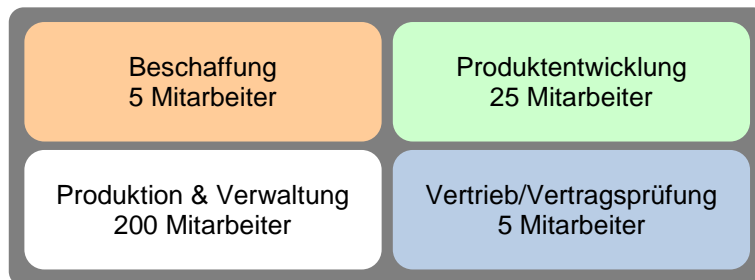 Beschaffung
5 Mitarbeiter
Produktentwicklung
25 Mitarbeiter
Produktion & Verwaltung
200 Mitarbeiter
Vertrieb/Vertragsprüfung
5 Mitarbeiter